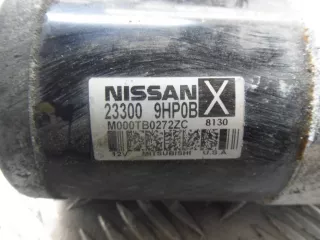 NISSAN X
23300 9HP0B
M000TB0272ZC 8130
12V MITSUBISHI U.S.A